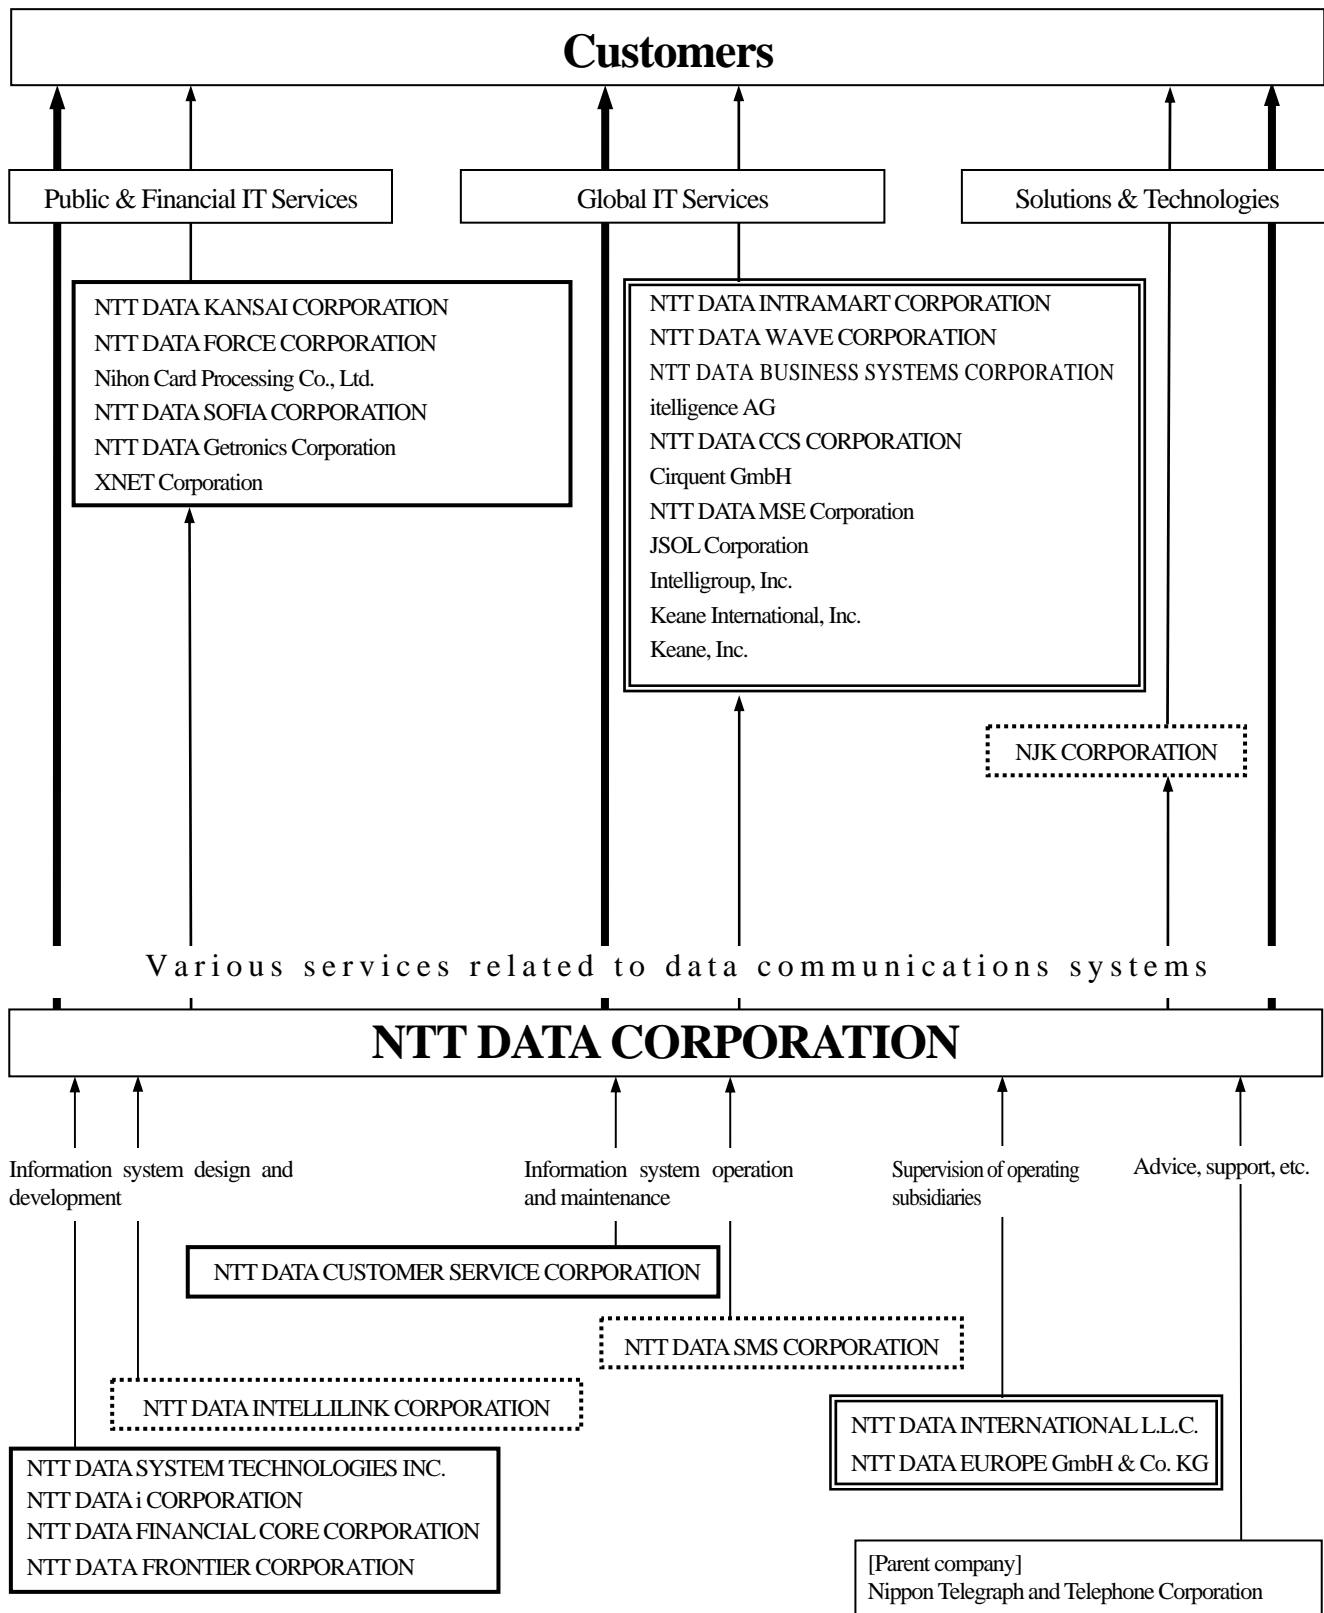 Customers
Public & Financial IT Services
Global IT Services
Solutions & Technologies
NTT DATA KANSAI CORPORATION
NTT DATA FORCE CORPORATION
Nihon Card Processing Co., Ltd.
NTT DATA SOFIA CORPORATION
NTT DATA Getronics Corporation
XNET Corporation
NTT DATA INTRAMART CORPORATION
NTT DATA WAVE CORPORATION
NTT DATA BUSINESS SYSTEMS CORPORATION
itelligence AG
NTT DATA CCS CORPORATION
Cirquent GmbH
NTT DATA MSE Corporation
JSOL Corporation
Intelligroup, Inc.
Keane International, Inc.
Keane, Inc.
NJK CORPORATION
Various services related to data communications systems
NTT DATA CORPORATION
Information system design and
development
Information system operation
and maintenance
Supervision of operating
subsidiaries
Advice, support, etc.
NTT DATA CUSTOMER SERVICE CORPORATION
NTT DATA SMS CORPORATION
NTT DATA INTELLILINK CORPORATION
NTT DATA INTERNATIONAL L.L.C.
NTT DATA EUROPE GmbH & Co. KG
NTT DATA SYSTEM TECHNOLOGIES INC.
NTT DATA i CORPORATION
NTT DATA FINANCIAL CORE CORPORATION
NTT DATA FRONTIER CORPORATION
[Parent company]
Nippon Telegraph and Telephone Corporation